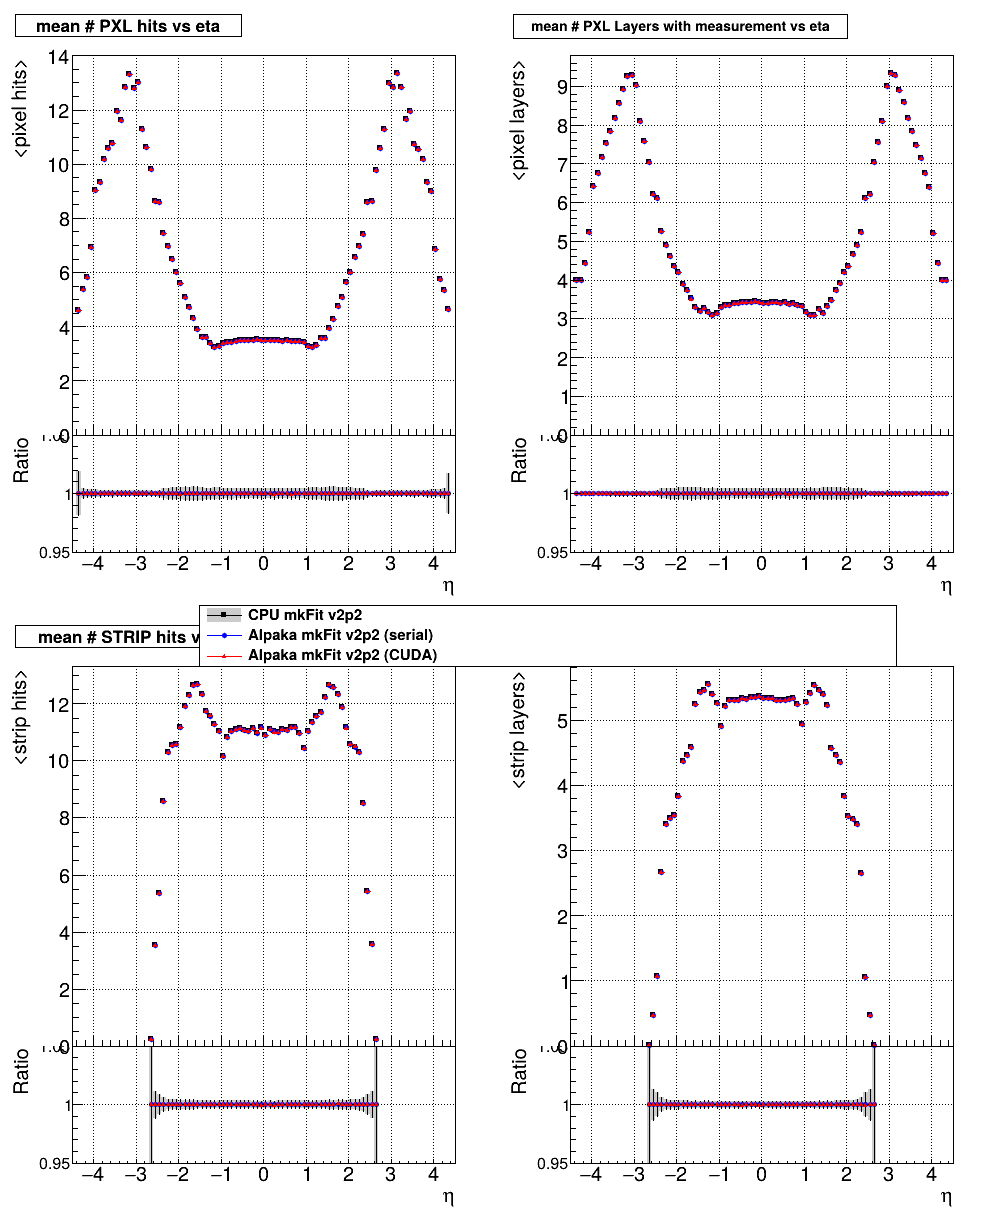 mean # PXL hits vs eta
mean # PXL Layers with measurement vs eta
<pixel hits>
14
12
10
8
6
4
2
0
Ratio
1
0.95
−4 −3 −2 −1 0 1 2 3 4
η
<pixel layers>
9
8
7
6
5
4
3
2
1
0
Ratio
1
0.95
−4 −3 −2 −1 0 1 2 3 4
η
CPU mkFit v2p2
Alpaka mkFit v2p2 (serial)
Alpaka mkFit v2p2 (CUDA)
mean # STRIP hits v
<strip hits>
12
10
8
6
4
2
0
Ratio
1
0.95
−4 −3 −2 −1 0 1 2 3 4
η
<strip layers>
5
4
3
2
1
0
Ratio
1
0.95
−4 −3 −2 −1 0 1 2 3 4
η